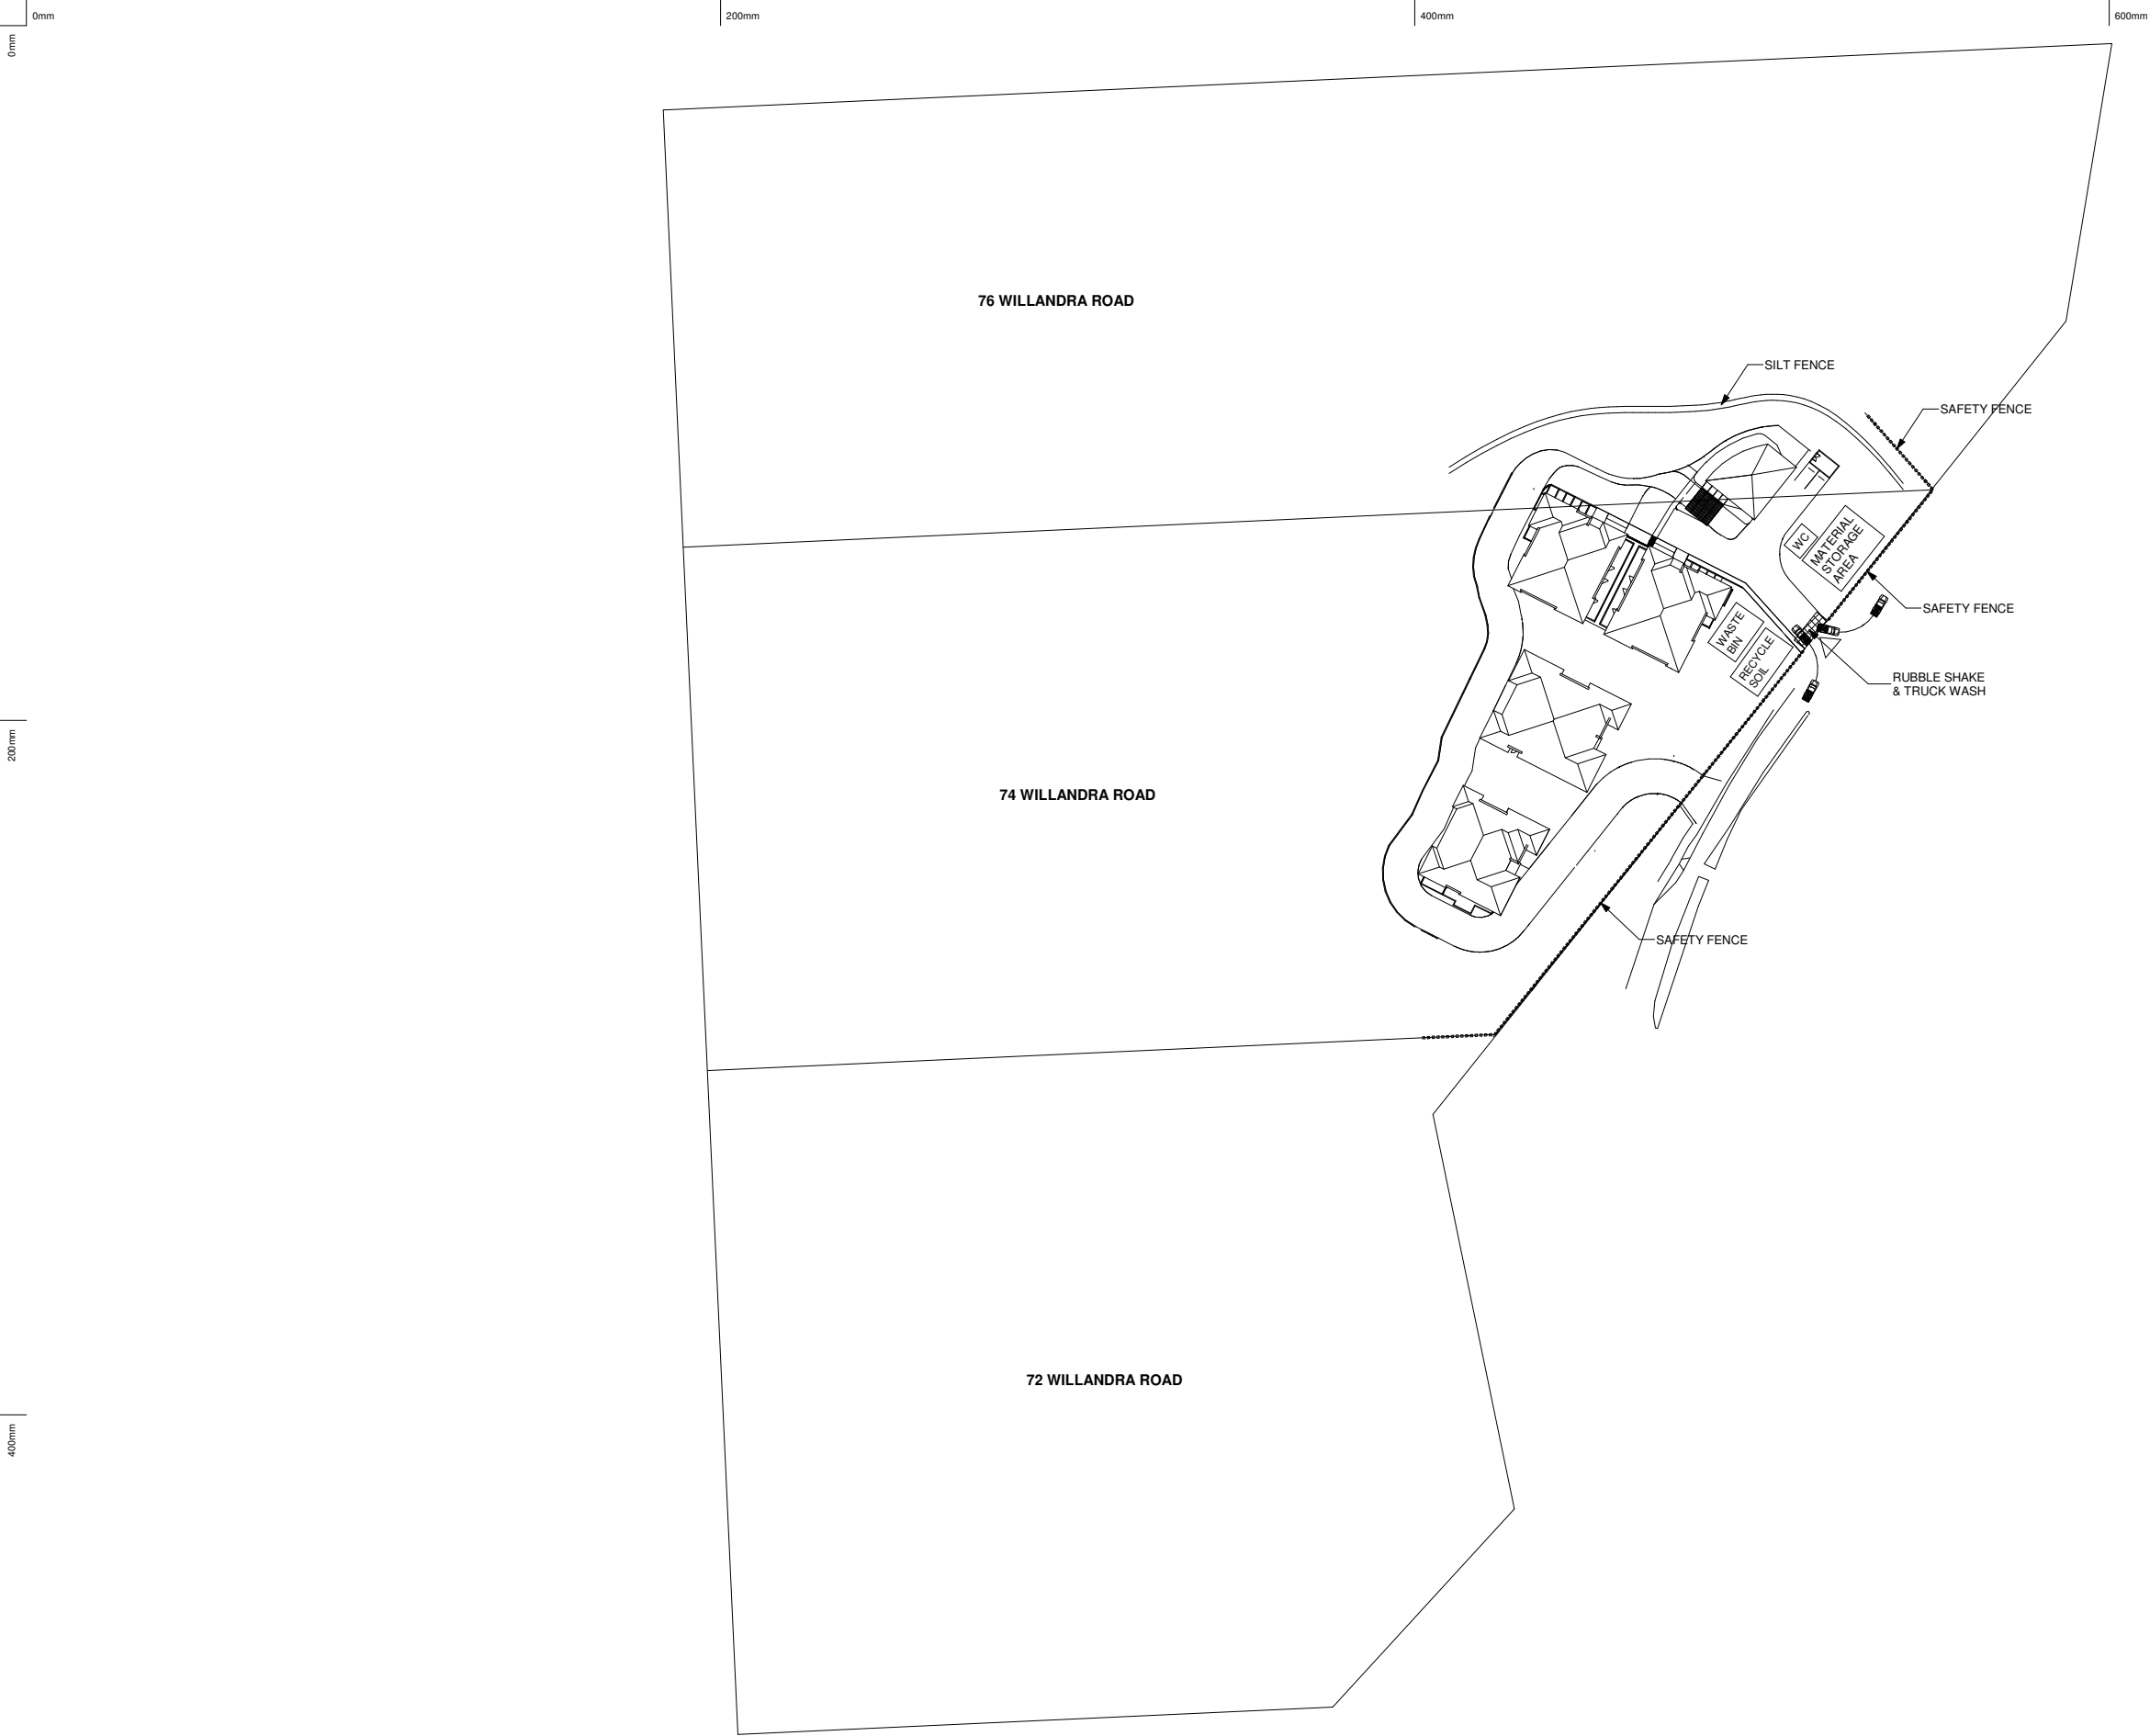 0mm
200mm
400mm
600mm
0mm
76 WILLANDRA ROAD
SILT FENCE
SAFETY FENCE
WC
MATERIAL
STORAGE
AREA
SAFETY FENCE
WASTE
BIN
RECYCLE
SOIL
RUBBLE SHAKE
& TRUCK WASH
200mm
74 WILLANDRA ROAD
SAFETY FENCE
72 WILLANDRA ROAD
400mm